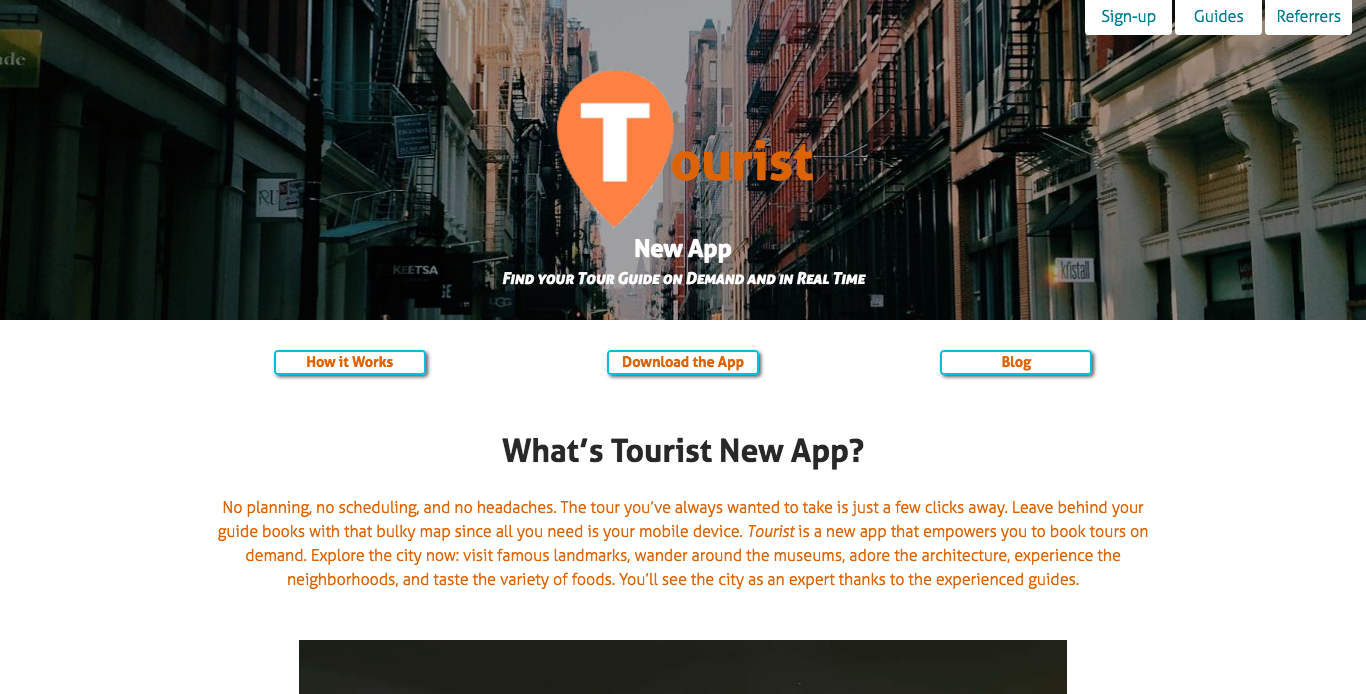 Sign-up
Guides
Referrers
Tourist
New App
Find your Tour Guide on Demand and in Real Time
KEETSA
kristall
How it Works
Download the App
Blog
What's Tourist New App?
No planning, no scheduling, and no headaches. The tour you've always wanted to take is just a few clicks away. Leave behind your
guide books with that bulky map since all you need is your mobile device. Tourist is a new app that empowers you to book tours on
demand. Explore the city now: visit famous landmarks, wander around the museums, adore the architecture, experience the
neighborhoods, and taste the variety of foods. You'll see the city as an expert thanks to the experienced guides.